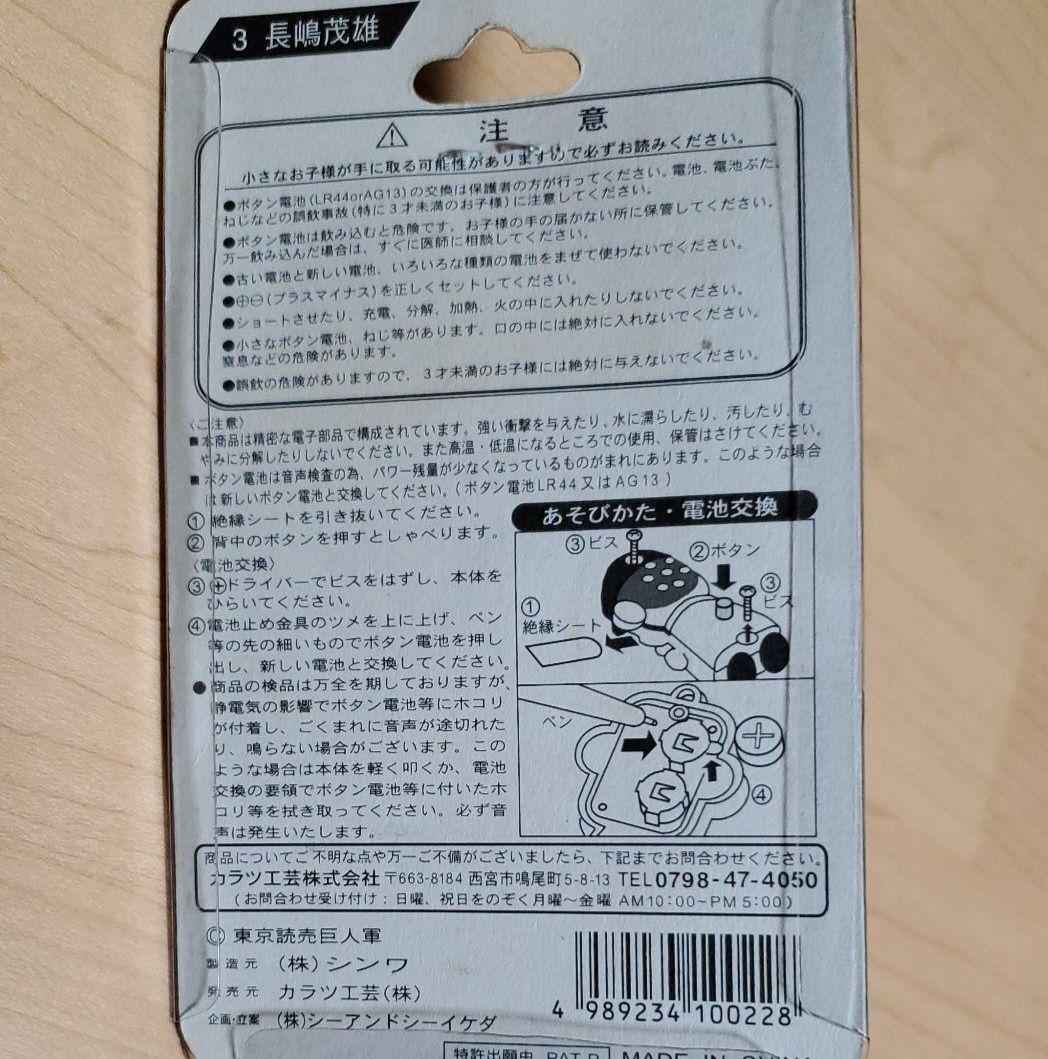 3 長嶋茂雄
⚠ 注 意
小さなお子様が手に取る可能性がありますので必ずお読みください。
●ボタン電池(LR44orAG13)の交換は保護者の方が行ってください。電池、電池ぶた、
ねじなどの誤飲事故(特に3才未満のお子様)に注意してください。
●ボタン電池は飲み込むと危険です。お子様の手の届かない所に保管してください。
万一飲み込んだ場合は、すぐに医師に相談してください。
●古い電池と新しい電池、いろいろな種類の電池をまぜて使わないでください。
●⊕⊖(プラスマイナス)を正しくセットしてください。
●ショートさせたり、充電、分解、加熱、火の中に入れたりしないでください。
●小さなボタン電池、ねじ等があります。口の中には絶対に入れないでください。
窒息などの危険があります。
●誤飲の危険がありますので、3才未満のお子様には絶対に与えないでください。
〈ご注意〉
■本商品は精密な電子部品で構成されています。強い衝撃を与えたり、水に濡らしたり、汚したり、む
やみに分解したりしないでください。また高温・低温になるところでの使用、保管はさけてください。
■ボタン電池は音声検査の為、パワー残量が少なくなっているものがまれにあります。このような場合
は新しいボタン電池と交換してください。(ボタン電池LR44又はAG13)
①絶縁シートを引き抜いてください。
②背中のボタンを押すとしゃべります。
〈電池交換〉
③⊕ドライバーでビスをはずし、本体を
ひらいてください。
④電池止め金具のツメを上に上げ、ペン
等の先の細いものでボタン電池を押し
出し、新しい電池と交換してください。
●商品の検品は万全を期しておりますが、
静電気の影響でボタン電池等にホコリ
が付着し、ごくまれに音声が途切れた
り、鳴らない場合がございます。この
ような場合は本体を軽く叩くか、電池
交換の要領でボタン電池等に付いたホ
コリ等を拭き取ってください。必ず音
声は発生いたします。
あそびかた・電池交換
③ビス
②ボタン
③
ビス
①
絶縁シート
ペン
④
商品についてご不明な点や万一ご不備がございましたら、下記までお問合わせください。
カラツ工芸株式会社 〒663-8184 西宮市鳴尾町5-8-13 TEL0798-47-4050
(お問合わせ受け付け:日曜、祝日をのぞく月曜~金曜 AM10:00~PM5:00)
Ⓒ 東京読売巨人軍
製造元 (株)シンワ
発売元 カラツ工芸(株)
企画・立案 (株)シーアンドシーイケダ
4 989234 100228
特許出願中 PAT.P MADE IN CHINA